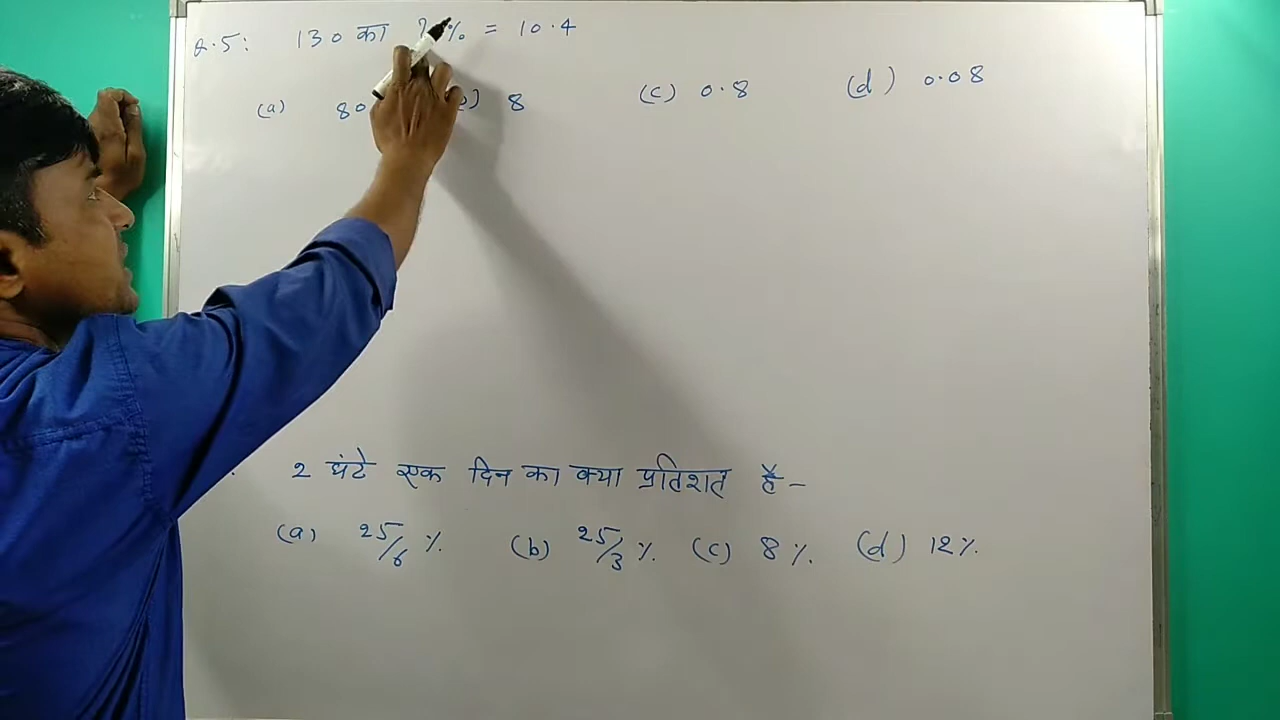 Q.5: 130 का ? % = 10.4
(a) 80 (b) 8 (c) 0.8 (d) 0.08
2 घंटे एक दिन का क्या प्रतिशत है -
(a) 25/6 % (b) 25/3 % (c) 8 % (d) 12 %